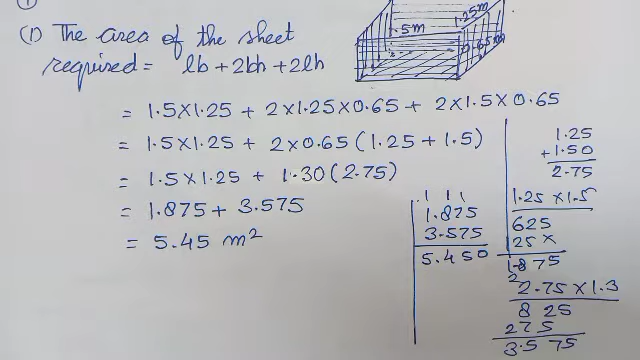 (1) The area of the sheet
required = lb + 2bh + 2lh
= 1.5×1.25 + 2×1.25×0.65 + 2×1.5×0.65
= 1.5×1.25 + 2×0.65(1.25+1.5)
= 1.5×1.25 + 1.30(2.75)
= 1.875 + 3.575
= 5.45 m²
1.5m
1.25m
0.65m
1 1 1
1.875
3.575
5.450
1.25
+1.50
2.75
1.25 ×1.5
625
125×
1.875
2
2.75×1.3
825
275
3.575